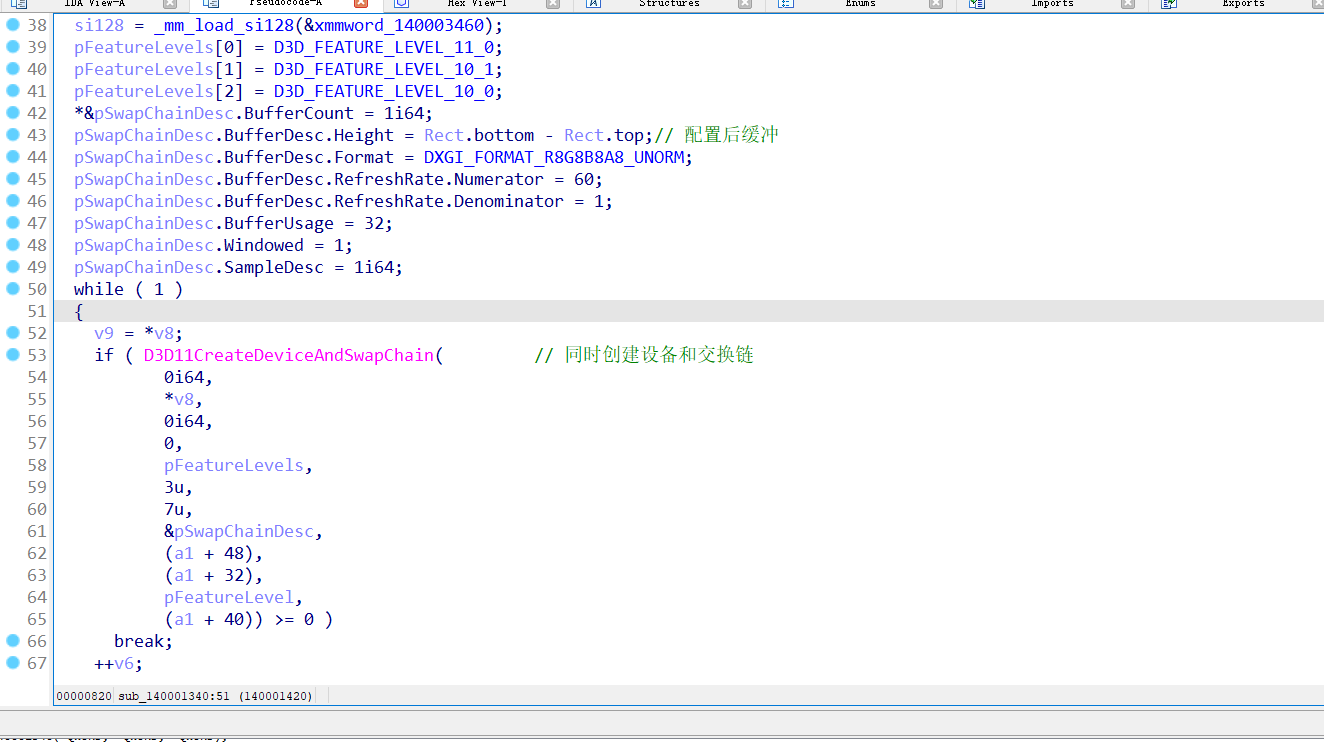 IDA View-A Pseudocode-A Hex View-1 Structures Enums Imports Exports
38 si128 = _mm_load_si128(&xmmword_140003460);
39 pFeatureLevels[0] = D3D_FEATURE_LEVEL_11_0;
40 pFeatureLevels[1] = D3D_FEATURE_LEVEL_10_1;
41 pFeatureLevels[2] = D3D_FEATURE_LEVEL_10_0;
42 *&pSwapChainDesc.BufferCount = 1i64;
43 pSwapChainDesc.BufferDesc.Height = Rect.bottom - Rect.top;// 配置后缓冲
44 pSwapChainDesc.BufferDesc.Format = DXGI_FORMAT_R8G8B8A8_UNORM;
45 pSwapChainDesc.BufferDesc.RefreshRate.Numerator = 60;
46 pSwapChainDesc.BufferDesc.RefreshRate.Denominator = 1;
47 pSwapChainDesc.BufferUsage = 32;
48 pSwapChainDesc.Windowed = 1;
49 pSwapChainDesc.SampleDesc = 1i64;
50 while ( 1 )
51 {
52 v9 = *v8;
53 if ( D3D11CreateDeviceAndSwapChain( // 同时创建设备和交换链
54 0i64,
55 *v8,
56 0i64,
57 0,
58 pFeatureLevels,
59 3u,
60 7u,
61 &pSwapChainDesc,
62 (a1 + 48),
63 (a1 + 32),
64 pFeatureLevel,
65 (a1 + 40)) >= 0 )
66 break;
67 ++v6;
00000820 sub_140001340:51 (140001420)